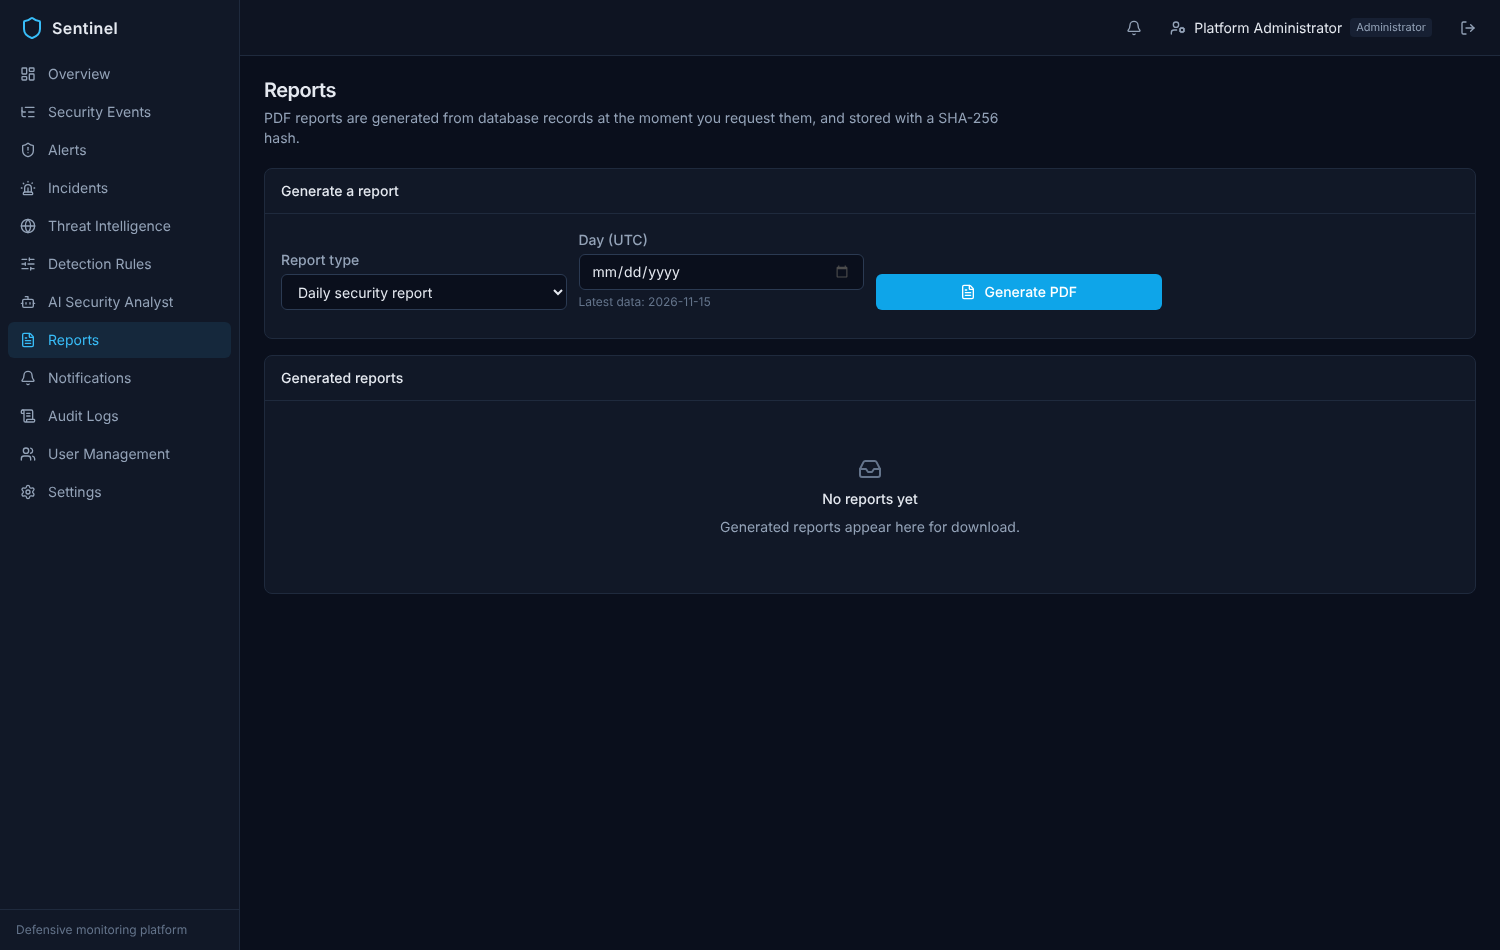 Sentinel
Platform Administrator
Administrator
Overview
Security Events
Alerts
Incidents
Threat Intelligence
Detection Rules
AI Security Analyst
Reports
Notifications
Audit Logs
User Management
Settings
Defensive monitoring platform
Reports
PDF reports are generated from database records at the moment you request them, and stored with a SHA-256
hash.
Generate a report
Report type
Daily security report
Day (UTC)
mm/dd/yyyy
Latest data: 2026-11-15
Generate PDF
Generated reports
No reports yet
Generated reports appear here for download.